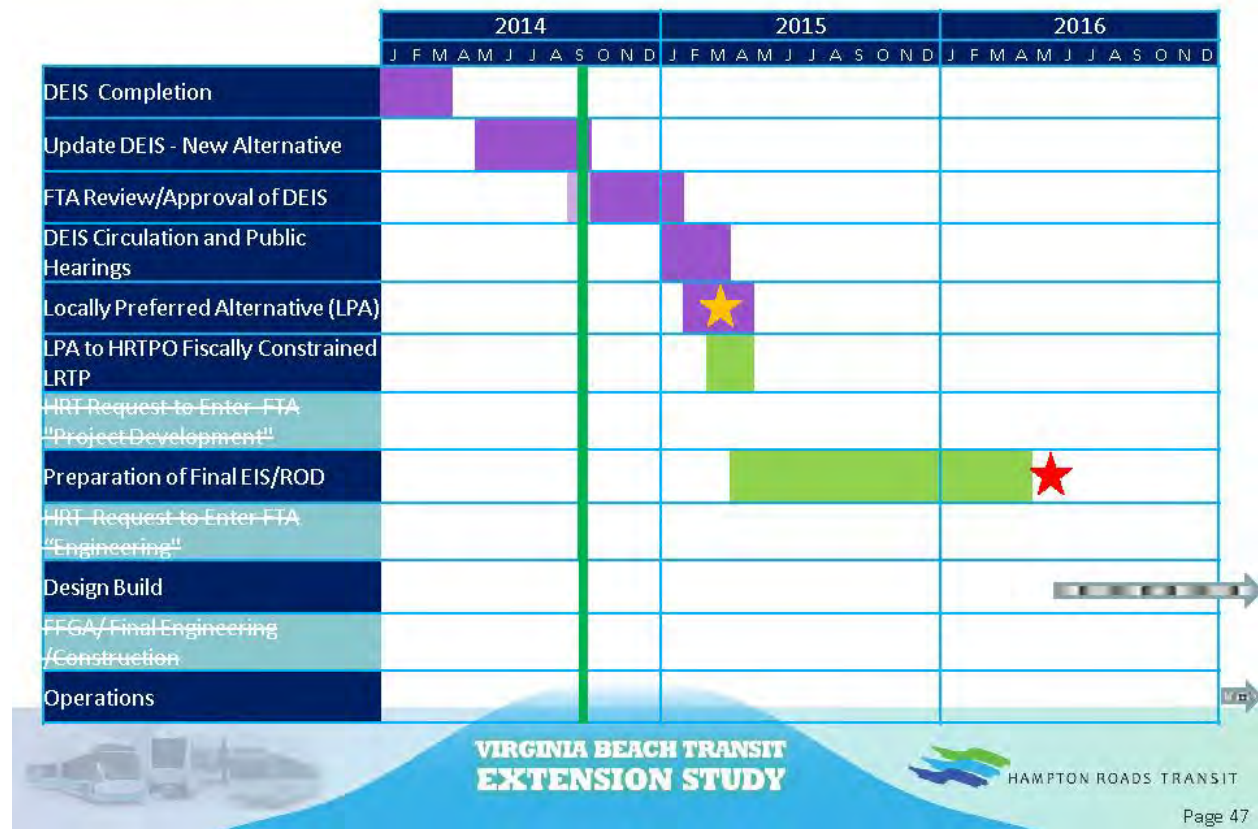 2014 2015 2016
J F M A M J J A S O N D J F M A M J J A S O N D J F M A M J J A S O N D
DEIS Completion
Update DEIS - New Alternative
FTA Review/Approval of DEIS
DEIS Circulation and Public
Hearings
Locally Preferred Alternative (LPA)
LPA to HRTPO Fiscally Constrained
LRTP
HRT Request to Enter FTA
"Project Development"
Preparation of Final EIS/ROD
HRT Request to Enter FTA
"Engineering"
Design Build
FFGA/ Final Engineering
/Construction
Operations
VIRGINIA BEACH TRANSIT
EXTENSION STUDY
HAMPTON ROADS TRANSIT
Page 47